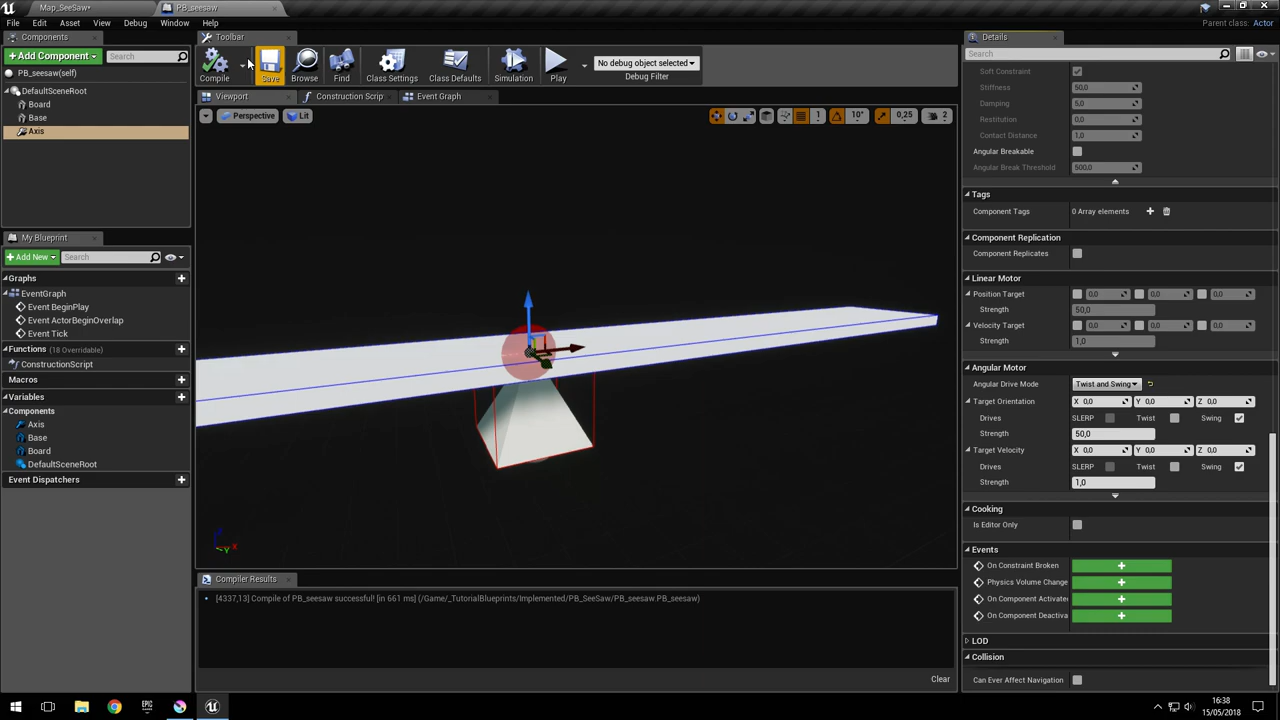 Map_SeeSaw*
PB_seesaw
File Edit Asset View Debug Window Help
Parent class: Actor
Components
Toolbar
Details
+Add Component
Search
Compile
Save
Browse
Find
Class Settings
Class Defaults
Simulation
Play
No debug object selected
Debug Filter
Search
PB_seesaw(self)
DefaultSceneRoot
Board
Base
Axis
Viewport
Construction Scrip
Event Graph
Perspective
Lit
1
10°
0,25
2
Soft Constraint
Stiffness 50,0
Damping 5,0
Restitution 0,0
Contact Distance 1,0
Angular Breakable
Angular Break Threshold 500,0
Tags
Component Tags 0 Array elements
Component Replication
Component Replicates
Linear Motor
Position Target 0,0 0,0 0,0
Strength 50,0
Velocity Target 0,0 0,0 0,0
Strength 1,0
Angular Motor
Angular Drive Mode Twist and Swing
Target Orientation X 0,0 Y 0,0 Z 0,0
Drives SLERP Twist Swing
Strength 50,0
Target Velocity X 0,0 Y 0,0 Z 0,0
Drives SLERP Twist Swing
Strength 1,0
Cooking
Is Editor Only
Events
On Constraint Broken
Physics Volume Change
On Component Activate
On Component Deactiva
LOD
Collision
Can Ever Affect Navigation
My Blueprint
+Add New
Search
Graphs
EventGraph
Event BeginPlay
Event ActorBeginOverlap
Event Tick
Functions (18 Overridable)
ConstructionScript
Macros
Variables
Components
Axis
Base
Board
DefaultSceneRoot
Event Dispatchers
Compiler Results
[4337,13] Compile of PB_seesaw successful! [in 661 ms] (/Game/_TutorialBlueprints/Implemented/PB_SeeSaw/PB_seesaw.PB_seesaw)
Clear
EPIC
16:38
15/05/2018